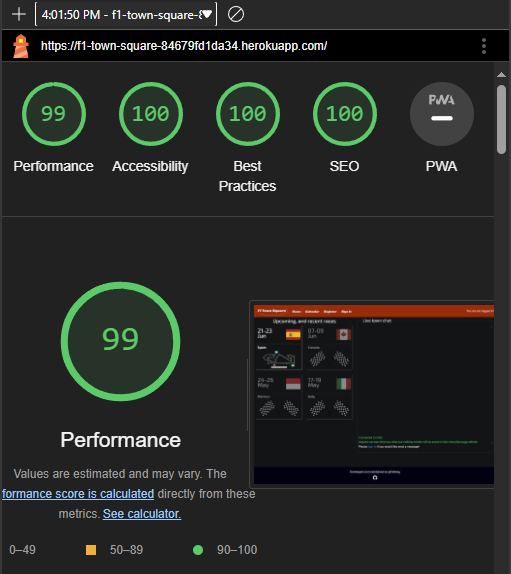 4:01:50 PM - f1-town-square-8
https://f1-town-square-84679fd1da34.herokuapp.com/
99
100
100
100
PWA
Performance
Accessibility
Best
Practices
SEO
PWA
99
Performance
Values are estimated and may vary. The
formance score is calculated directly from these
metrics. See calculator.
0–49
50–89
90–100
F1 Town Square
Home
Calendar
Register
Sign In
Upcoming, and recent races
Live town chat
21-23
Jun
07-09
Jun
Spain
Canada
24-26
May
17-19
May
Monaco
Italy